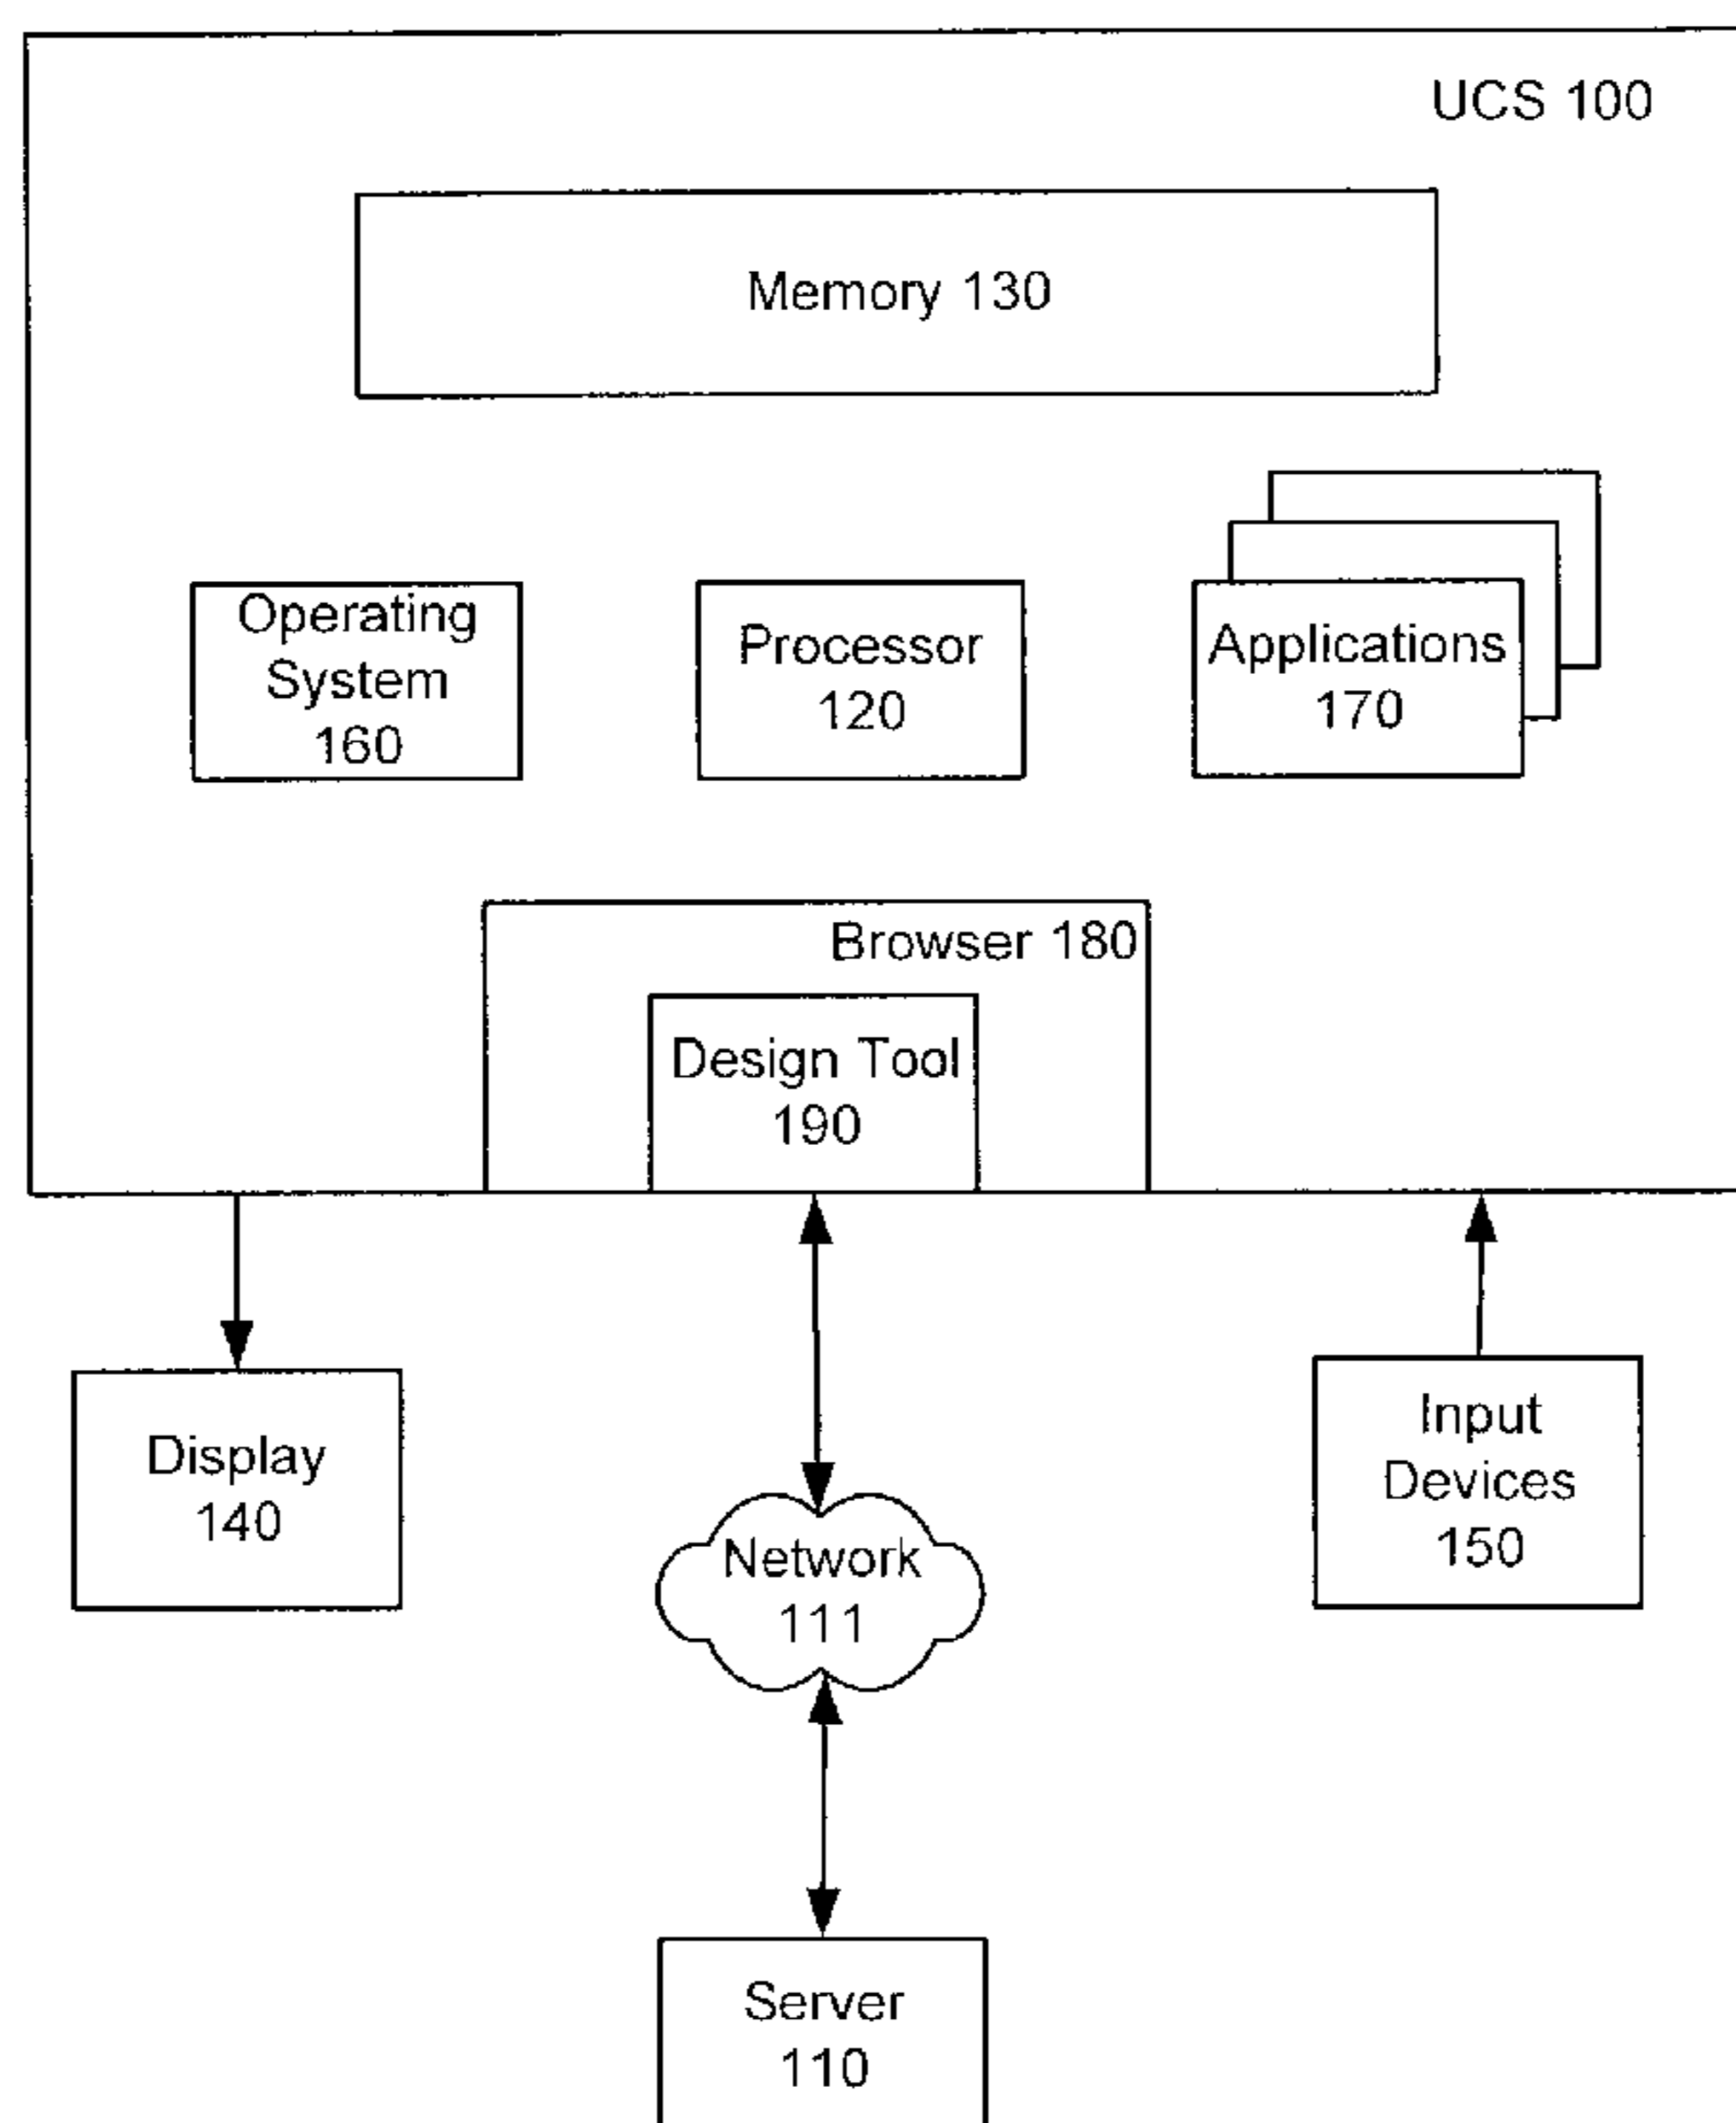 UCS 100
Memory 130
Operating
System
160
Processor
120
Applications
170
Browser 180
Design Tool
190
Display
140
Network
111
Input
Devices
150
Server
110